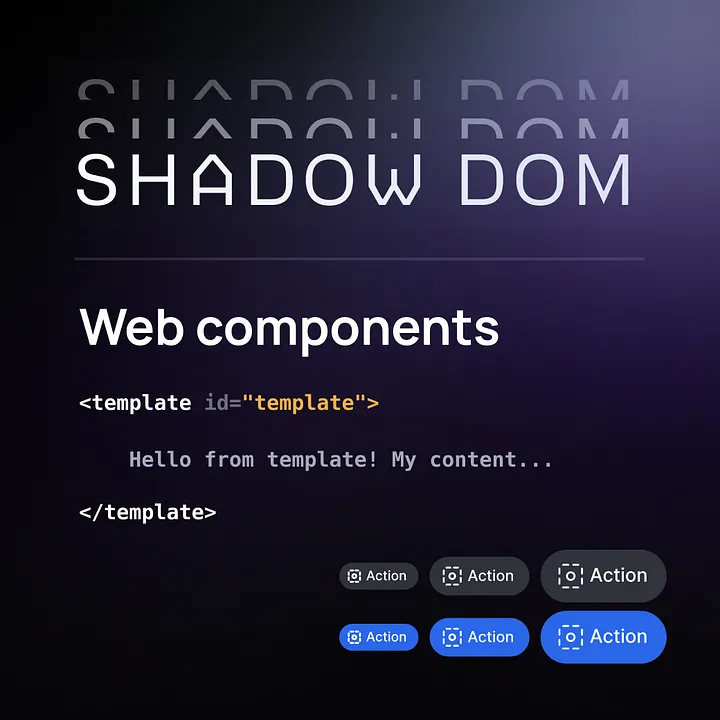 SHADOW DOM
SHADOW DOM
SHADOW DOM
Web components
<template id="template">
Hello from template! My content...
</template>
Action Action Action
Action Action Action